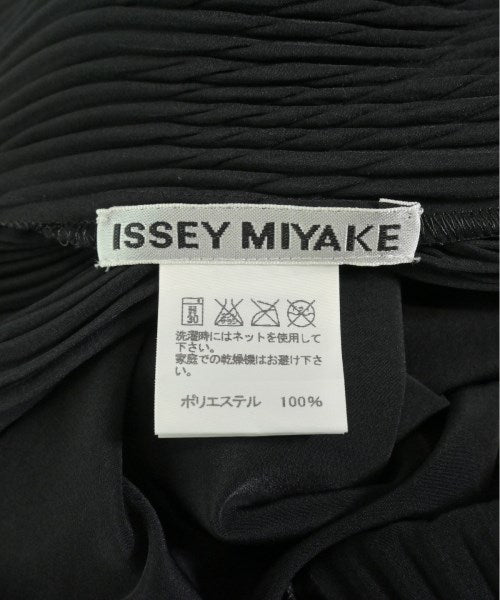 ISSEY MIYAKE
弱
30
洗濯時にはネットを使用して
下さい。
家庭での乾燥機はお避け下さ
い。
ポリエステル 100%